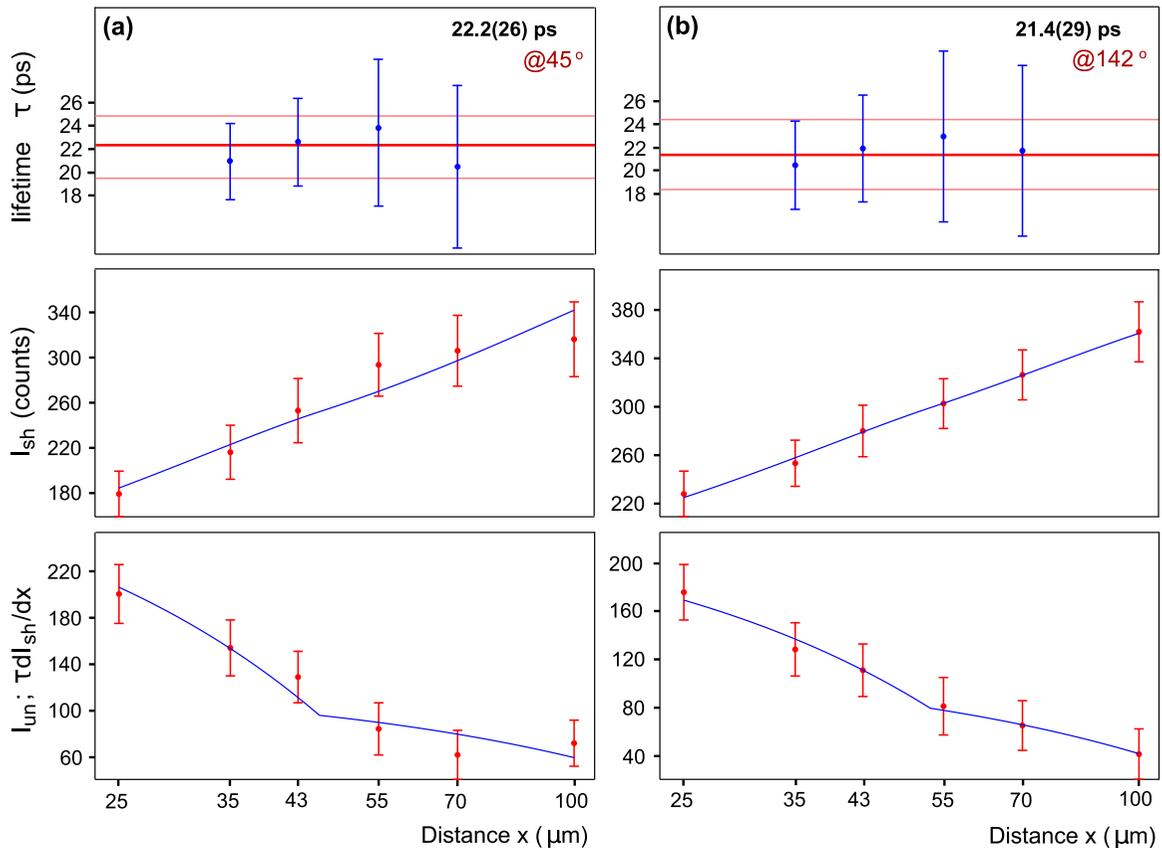 (a)
22.2(26) ps
@45°
(b)
21.4(29) ps
@142°
lifetime τ (ps)
26
24
22
20
18
26
24
22
20
18
I_sh (counts)
340
300
260
220
180
380
340
300
260
220
I_un; τdI_sh/dx
220
180
140
100
60
200
160
120
80
40
25 35 43 55 70 100
25 35 43 55 70 100
Distance x (μm)
Distance x (μm)